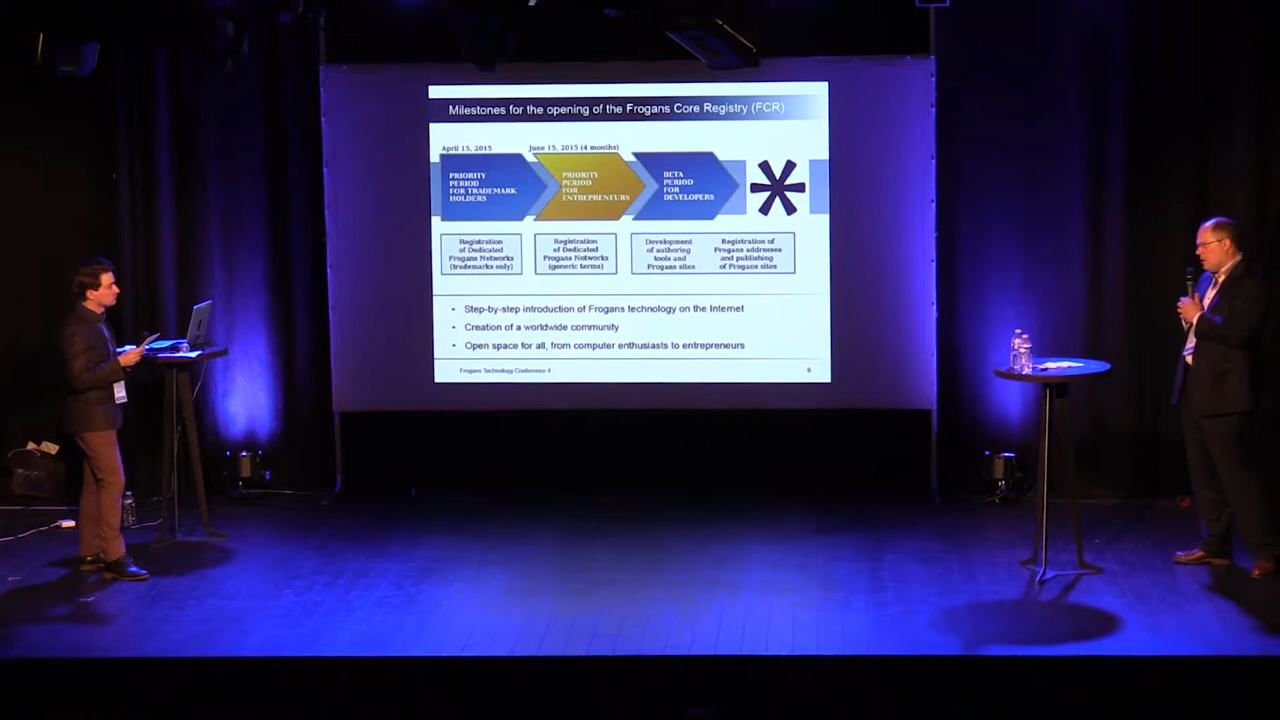 Milestones for the opening of the Frogans Core Registry (FCR)
April 15, 2015
June 15, 2015 (4 months)
PRIORITY
PERIOD
FOR TRADEMARK
HOLDERS
PRIORITY
PERIOD
FOR
ENTREPRENEURS
BETA
PERIOD
FOR
DEVELOPERS
Registration
of Dedicated
Frogans Networks
(trademarks only)
Registration
of Dedicated
Frogans Networks
(generic terms)
Development
of authoring
tools and
Frogans sites
Registration of
Frogans addresses
and publishing
of Frogans sites
• Step-by-step introduction of Frogans technology on the Internet
• Creation of a worldwide community
• Open space for all, from computer enthusiasts to entrepreneurs
Frogans Technology Conference 4
6